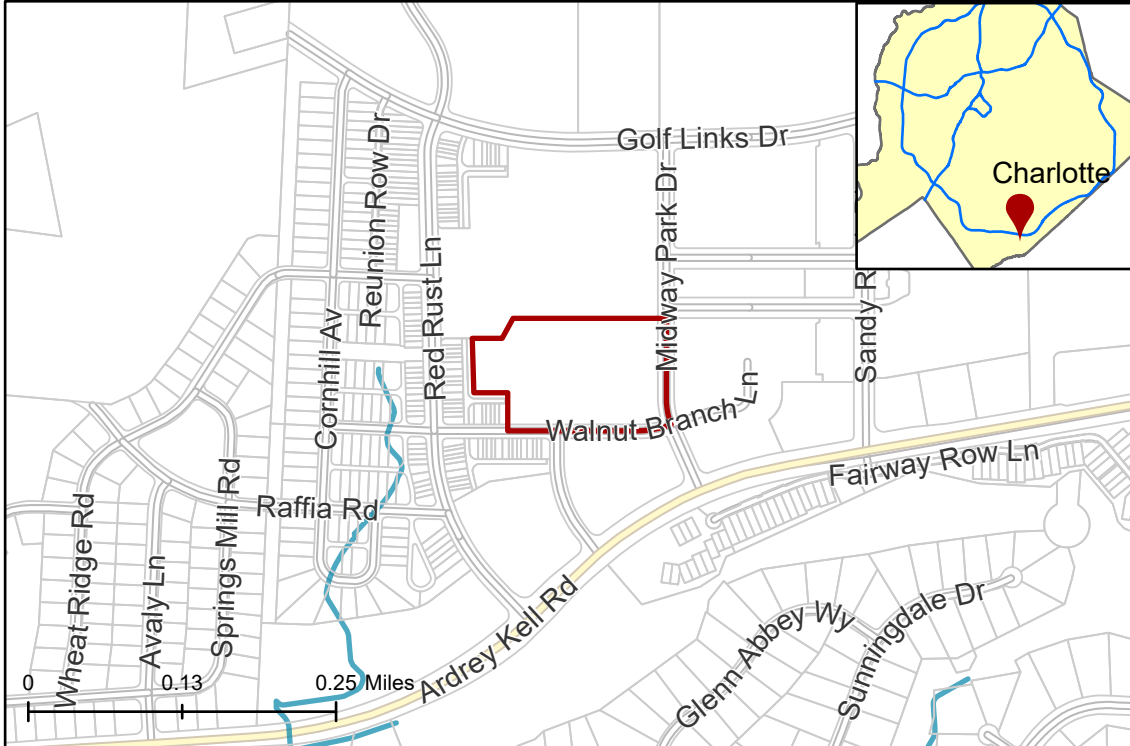 Charlotte
Golf Links Dr
Reunion Row Dr
Midway Park Dr
Red Rust Ln
Sandy R
Cornhill Av
Walnut Branch Ln
Fairway Row Ln
Raffia Rd
Springs Mill Rd
Wheat Ridge Rd
Avaly Ln
Ardrey Kell Rd
Glenn Abbey Wy
Sunningdale Dr
0 0.13 0.25 Miles